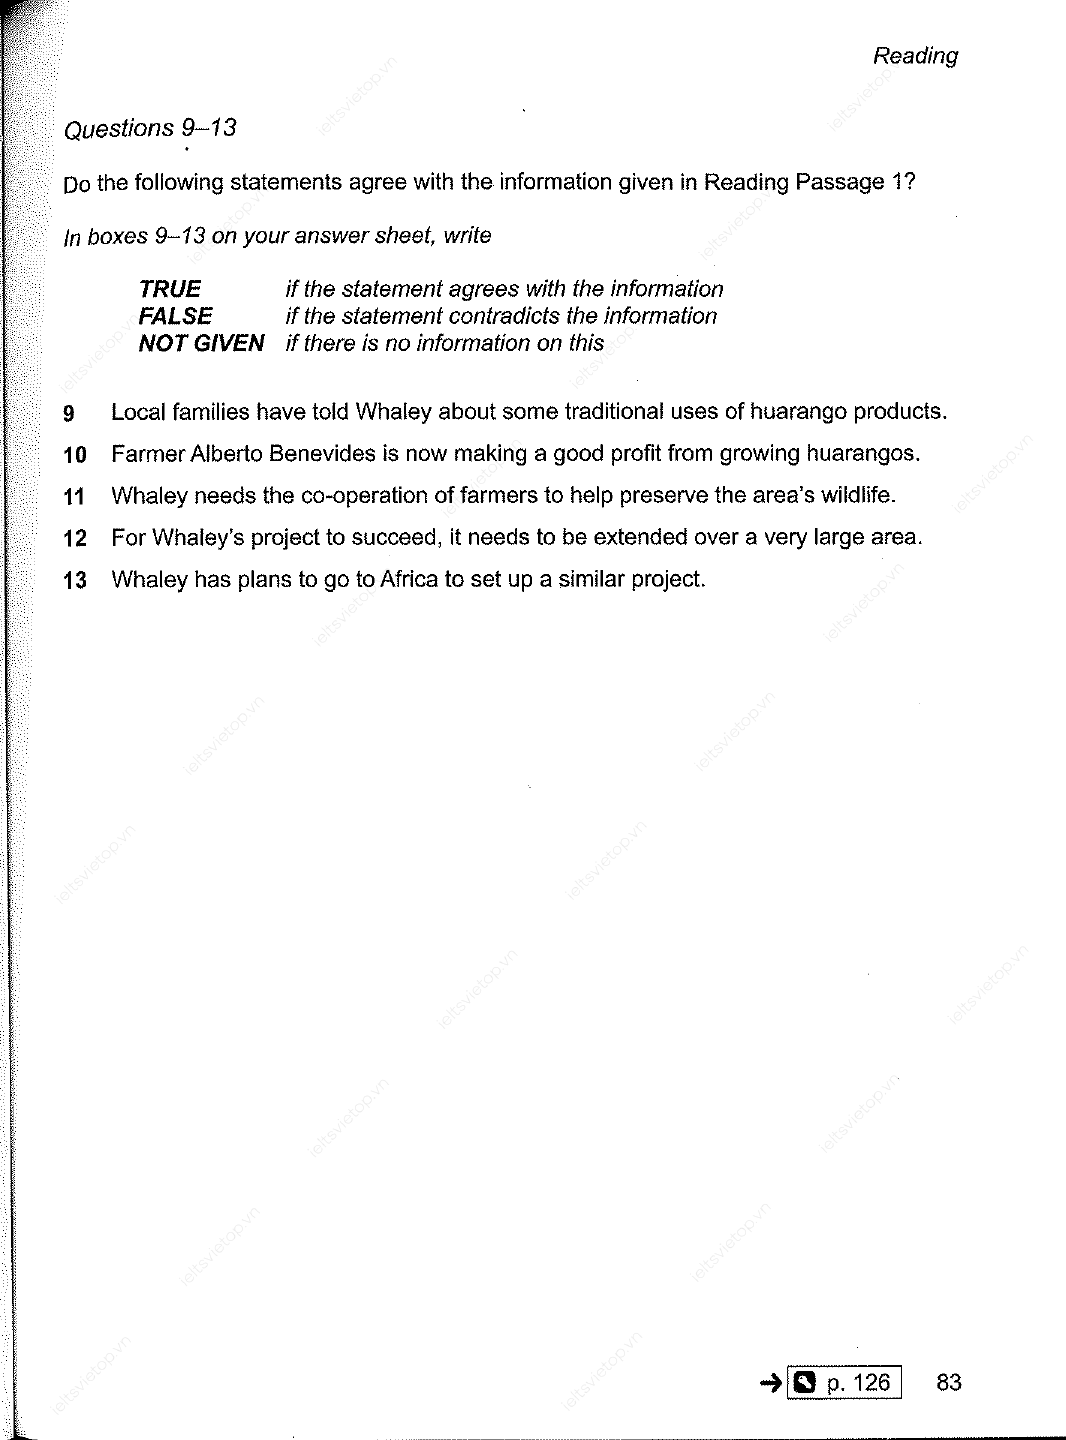 Reading
Questions 9–13
Do the following statements agree with the information given in Reading Passage 1?
In boxes 9–13 on your answer sheet, write
TRUE if the statement agrees with the information
FALSE if the statement contradicts the information
NOT GIVEN if there is no information on this
9 Local families have told Whaley about some traditional uses of huarango products.
10 Farmer Alberto Benevides is now making a good profit from growing huarangos.
11 Whaley needs the co-operation of farmers to help preserve the area's wildlife.
12 For Whaley's project to succeed, it needs to be extended over a very large area.
13 Whaley has plans to go to Africa to set up a similar project.
ieltsvietop.vn
→ p. 126 83